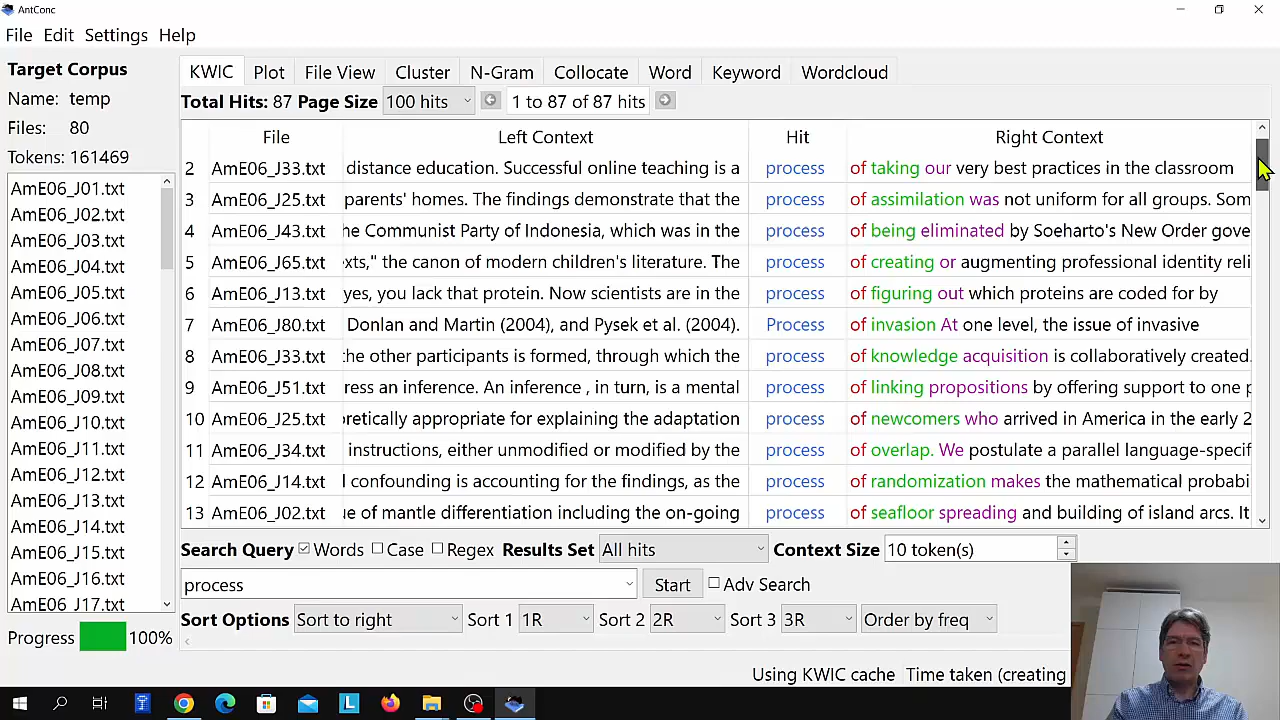 AntConc
File Edit Settings Help
Target Corpus
Name: temp
Files: 80
Tokens: 161469
AmE06_J01.txt
AmE06_J02.txt
AmE06_J03.txt
AmE06_J04.txt
AmE06_J05.txt
AmE06_J06.txt
AmE06_J07.txt
AmE06_J08.txt
AmE06_J09.txt
AmE06_J10.txt
AmE06_J11.txt
AmE06_J12.txt
AmE06_J13.txt
AmE06_J14.txt
AmE06_J15.txt
AmE06_J16.txt
AmE06_J17.txt
Progress 100%
KWIC Plot File View Cluster N-Gram Collocate Word Keyword Wordcloud
Total Hits: 87 Page Size 100 hits 1 to 87 of 87 hits
File Left Context Hit Right Context
2 AmE06_J33.txt distance education. Successful online teaching is a process of taking our very best practices in the classroom
3 AmE06_J25.txt parents' homes. The findings demonstrate that the process of assimilation was not uniform for all groups. Som
4 AmE06_J43.txt he Communist Party of Indonesia, which was in the process of being eliminated by Soeharto's New Order gove
5 AmE06_J65.txt xts," the canon of modern children's literature. The process of creating or augmenting professional identity reli
6 AmE06_J13.txt yes, you lack that protein. Now scientists are in the process of figuring out which proteins are coded for by
7 AmE06_J80.txt Donlan and Martin (2004), and Pysek et al. (2004). Process of invasion At one level, the issue of invasive
8 AmE06_J33.txt the other participants is formed, through which the process of knowledge acquisition is collaboratively created.
9 AmE06_J51.txt ress an inference. An inference , in turn, is a mental process of linking propositions by offering support to one p
10 AmE06_J25.txt retically appropriate for explaining the adaptation process of newcomers who arrived in America in the early 2
11 AmE06_J34.txt instructions, either unmodified or modified by the process of overlap. We postulate a parallel language-specif
12 AmE06_J14.txt l confounding is accounting for the findings, as the process of randomization makes the mathematical probabi
13 AmE06_J02.txt ue of mantle differentiation including the on-going process of seafloor spreading and building of island arcs. It
Search Query Words Case Regex Results Set All hits Context Size 10 token(s)
process Start Adv Search
Sort Options Sort to right Sort 1 1R Sort 2 2R Sort 3 3R Order by freq
Using KWIC cache Time taken (creating